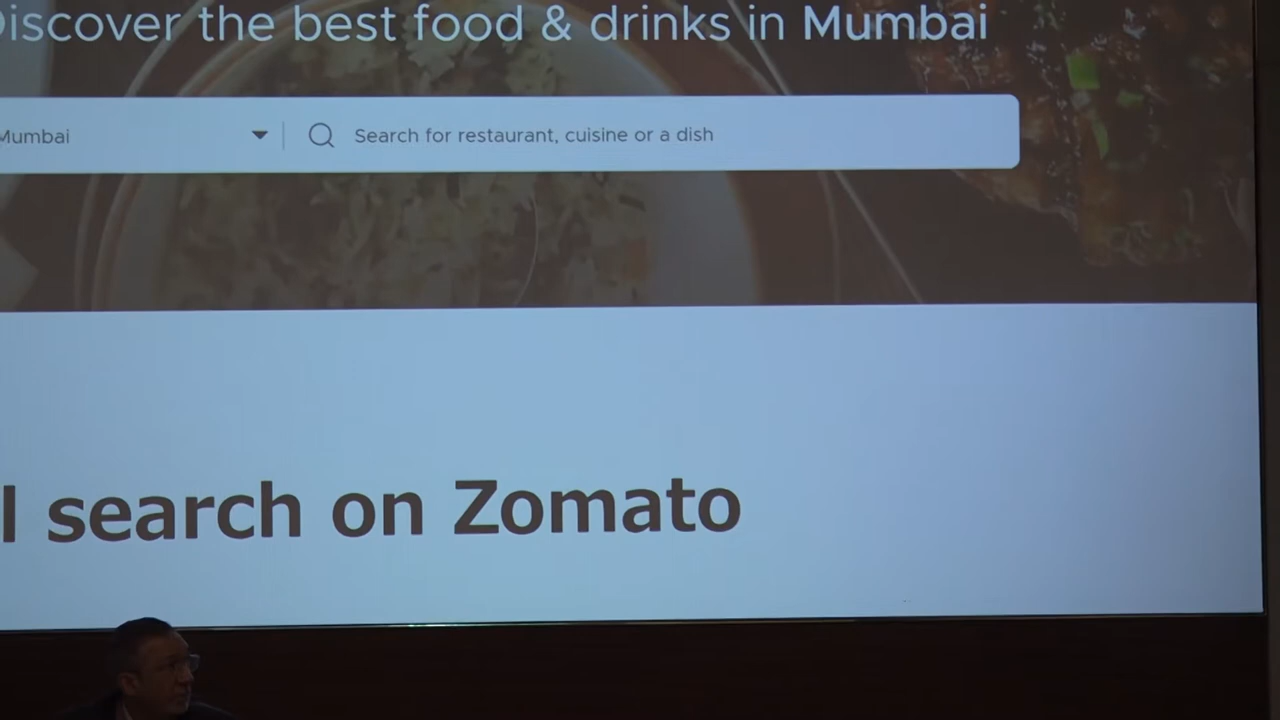 iscover the best food & drinks in Mumbai
Mumbai
Search for restaurant, cuisine or a dish
l search on Zomato